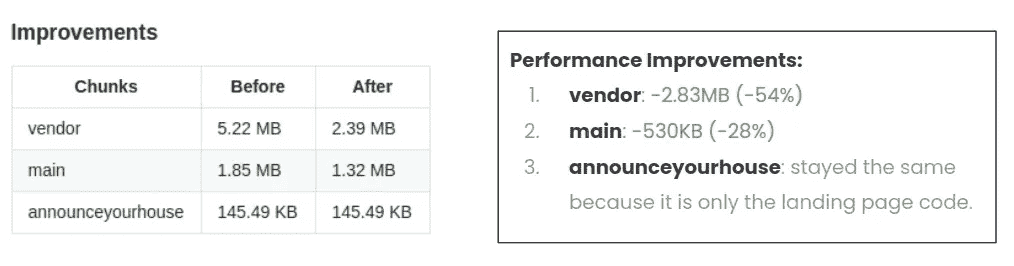 Improvements
Chunks Before After
vendor 5.22 MB 2.39 MB
main 1.85 MB 1.32 MB
announceyourhouse 145.49 KB 145.49 KB
Performance Improvements:
1. vendor: -2.83MB (-54%)
2. main: -530KB (-28%)
3. announceyourhouse: stayed the same
because it is only the landing page code.